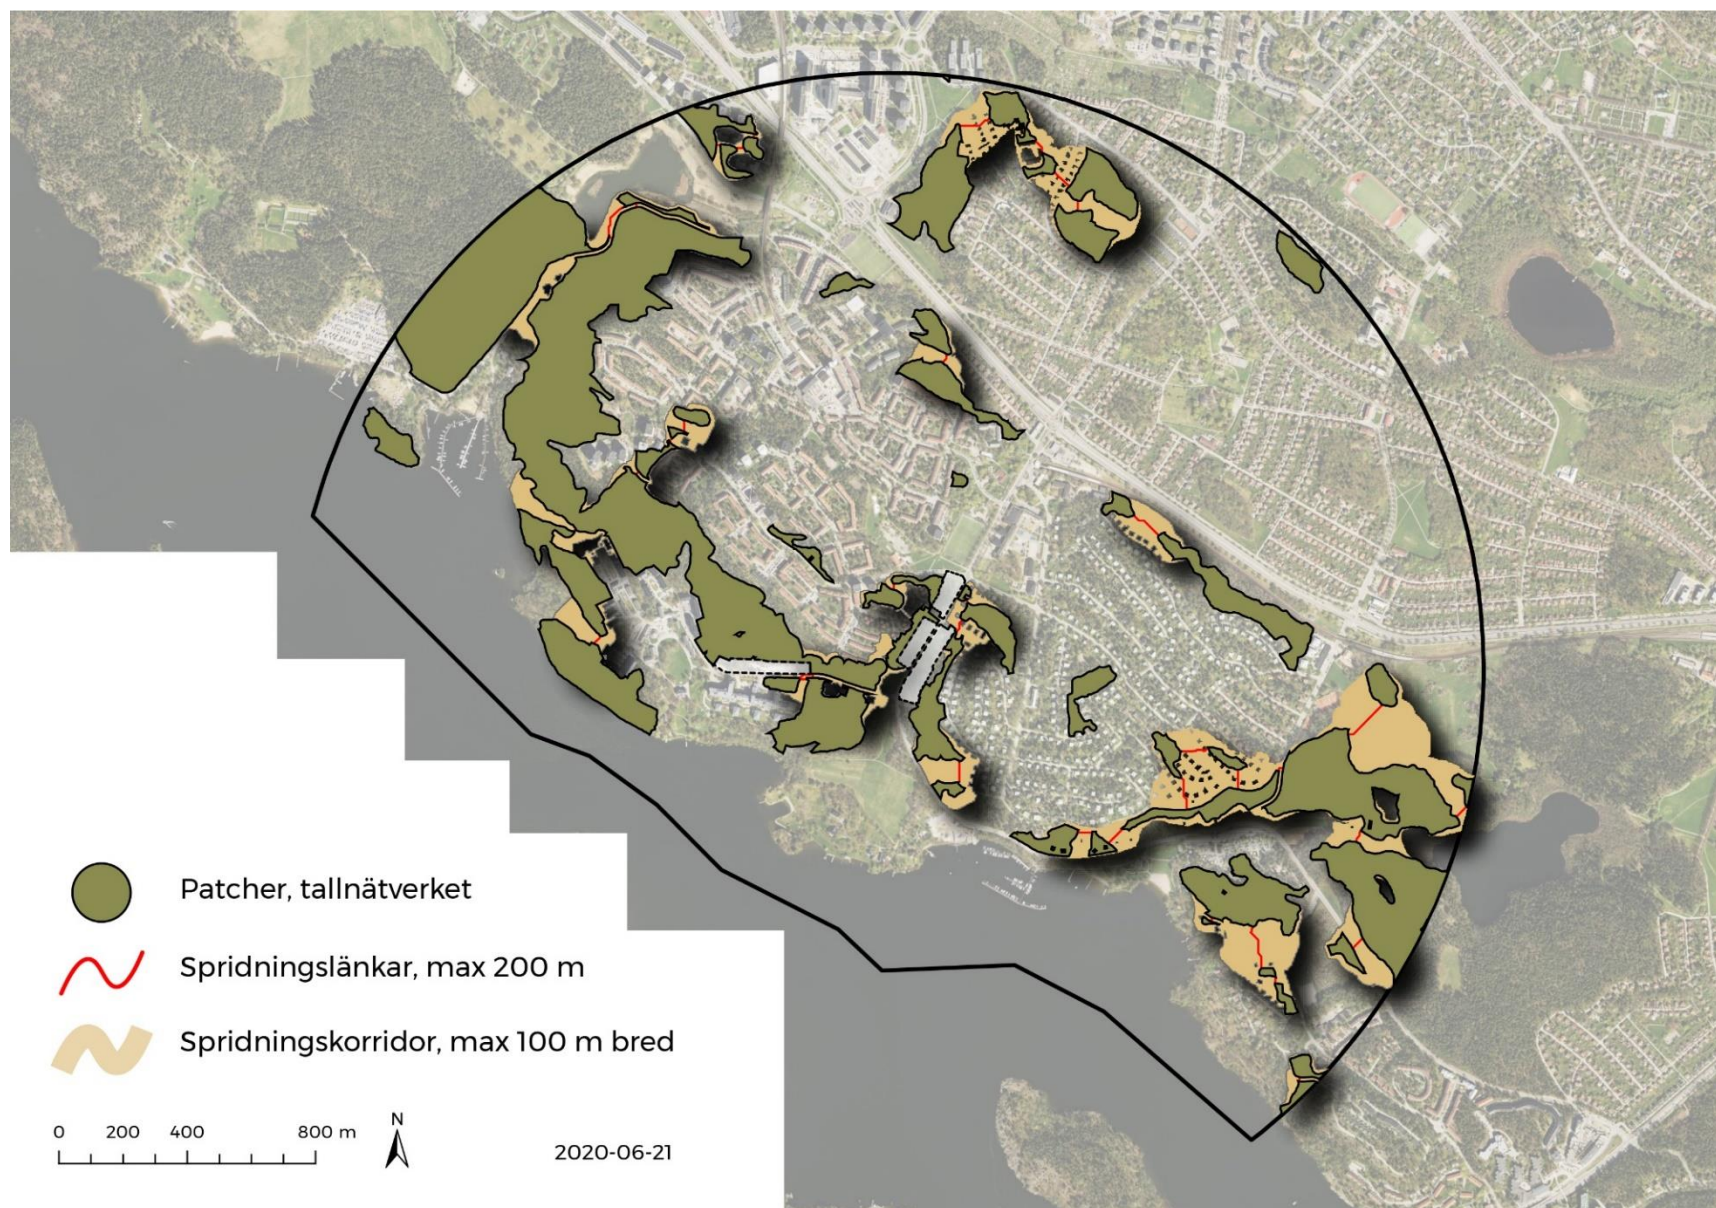 Patcher, tallnätverket
Spridningslänkar, max 200 m
Spridningskorridor, max 100 m bred
0 200 400 800 m
N
2020-06-21